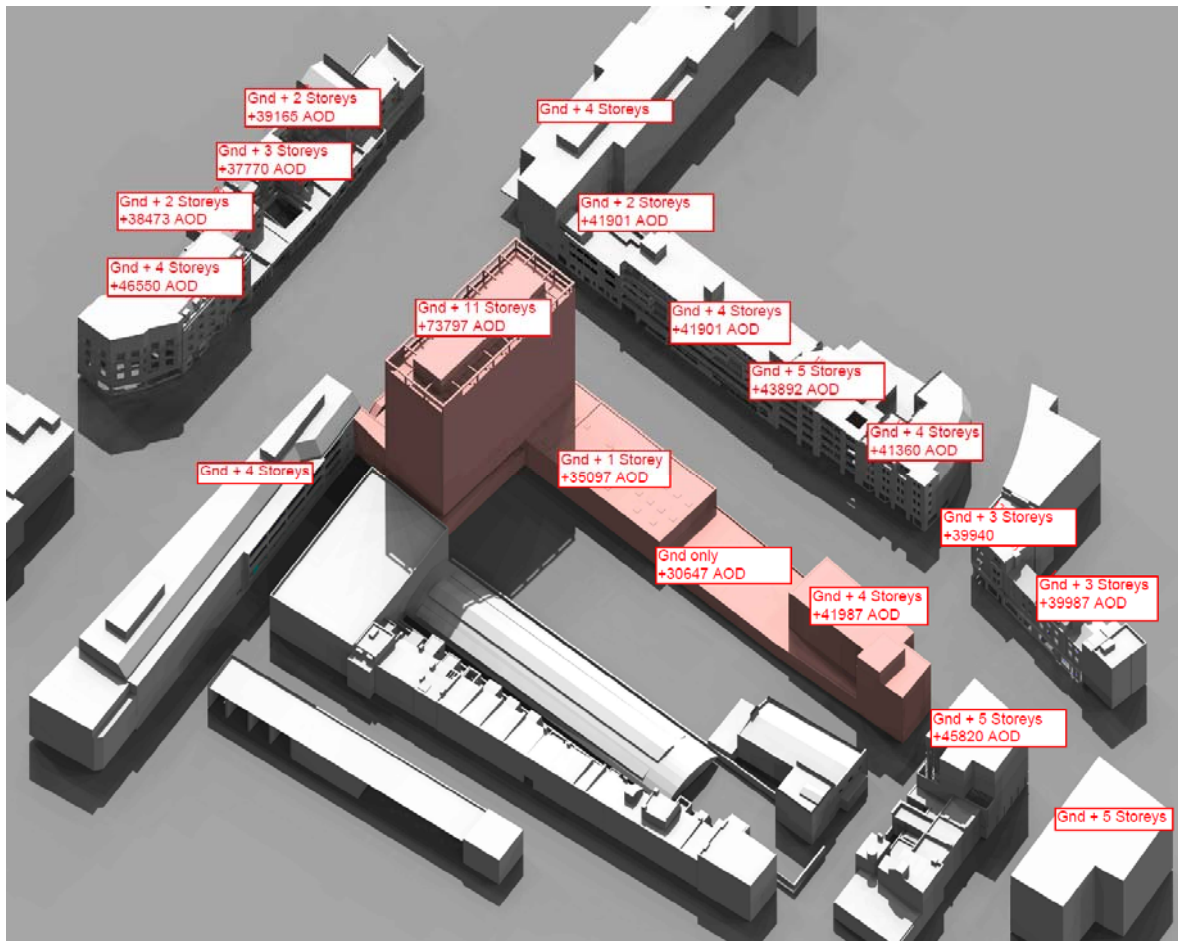 Gnd + 2 Storeys
+39165 AOD
Gnd + 4 Storeys
Gnd + 3 Storeys
+37770 AOD
Gnd + 2 Storeys
+38473 AOD
Gnd + 2 Storeys
+41901 AOD
Gnd + 4 Storeys
+46550 AOD
Gnd + 11 Storeys
+73797 AOD
Gnd + 4 Storeys
+41901 AOD
Gnd + 5 Storeys
+43892 AOD
Gnd + 4 Storeys
+41360 AOD
Gnd + 4 Storeys
Gnd + 1 Storey
+35097 AOD
Gnd + 3 Storeys
+39940
Gnd only
+30647 AOD
Gnd + 4 Storeys
+41987 AOD
Gnd + 3 Storeys
+39987 AOD
Gnd + 5 Storeys
+45820 AOD
Gnd + 5 Storeys